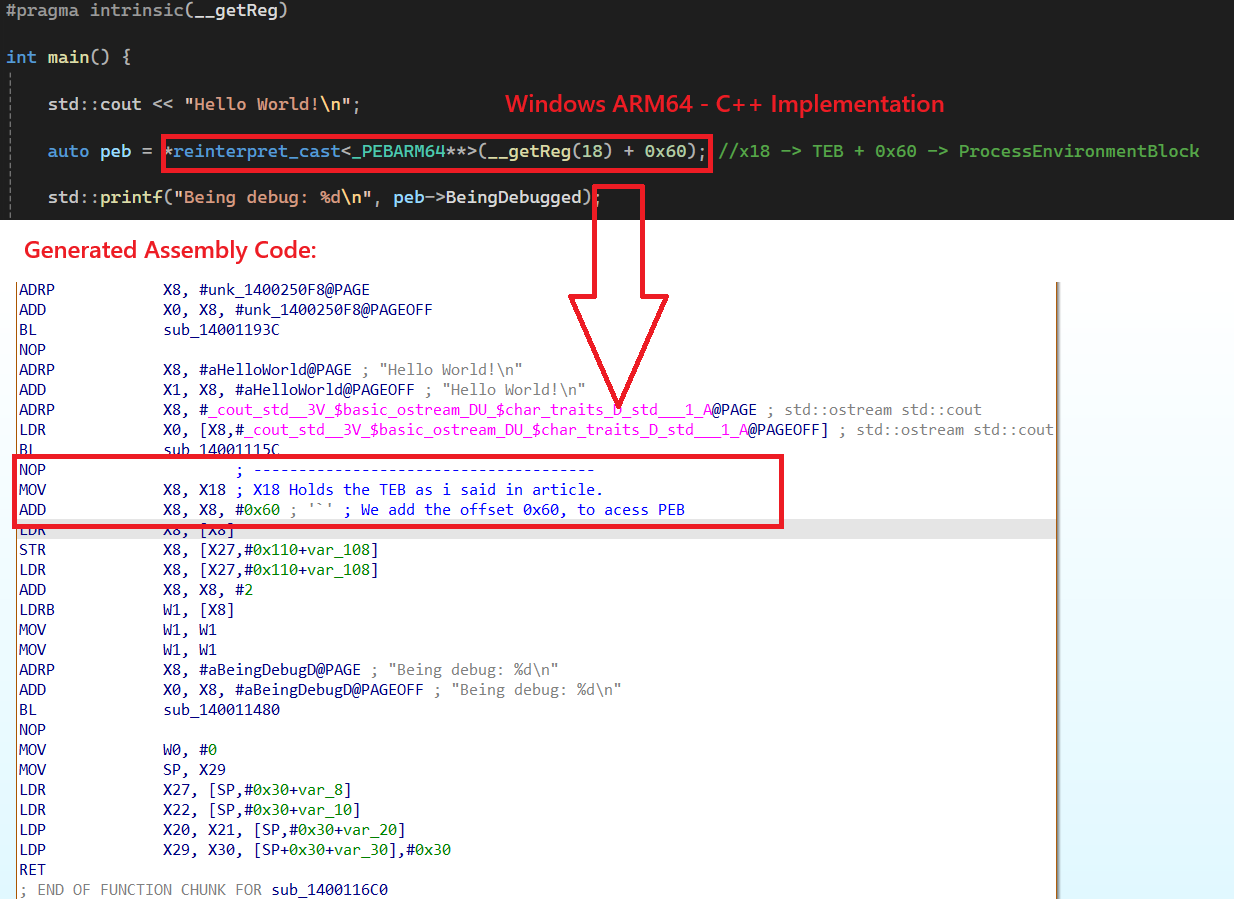 #pragma intrinsic(__getReg)
int main() {
std::cout << "Hello World!\n";
Windows ARM64 - C++ Implementation
auto peb = *reinterpret_cast<_PEBARM64**>(__getReg(18) + 0x60); //x18 -> TEB + 0x60 -> ProcessEnvironmentBlock
std::printf("Being debug: %d\n", peb->BeingDebugged);
Generated Assembly Code:
ADRP X8, #unk_1400250F8@PAGE
ADD X0, X8, #unk_1400250F8@PAGEOFF
BL sub_14001193C
NOP
ADRP X8, #aHelloWorld@PAGE ; "Hello World!\n"
ADD X1, X8, #aHelloWorld@PAGEOFF ; "Hello World!\n"
ADRP X8, #_cout_std__3V_$basic_ostream_DU_$char_traits_D_std___1_A@PAGE ; std::ostream std::cout
LDR X0, [X8,#_cout_std__3V_$basic_ostream_DU_$char_traits_D_std___1_A@PAGEOFF] ; std::ostream std::cout
BL sub_14001115C
NOP ; --------------------------------------
MOV X8, X18 ; X18 Holds the TEB as i said in article.
ADD X8, X8, #0x60 ; '`' ; We add the offset 0x60, to acess PEB
LDR X8, [X8]
STR X8, [X27,#0x110+var_108]
LDR X8, [X27,#0x110+var_108]
ADD X8, X8, #2
LDRB W1, [X8]
MOV W1, W1
MOV W1, W1
ADRP X8, #aBeingDebugD@PAGE ; "Being debug: %d\n"
ADD X0, X8, #aBeingDebugD@PAGEOFF ; "Being debug: %d\n"
BL sub_140011480
NOP
MOV W0, #0
MOV SP, X29
LDR X27, [SP,#0x30+var_8]
LDR X22, [SP,#0x30+var_10]
LDP X20, X21, [SP,#0x30+var_20]
LDP X29, X30, [SP+0x30+var_30],#0x30
RET
; END OF FUNCTION CHUNK FOR sub_1400116C0